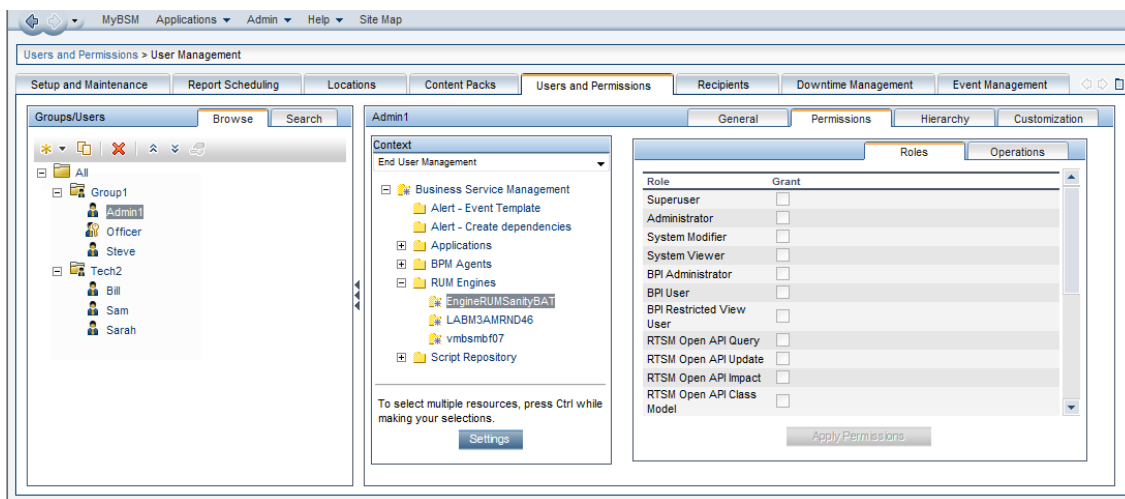 MyBSM Applications Admin Help Site Map
Users and Permissions > User Management
Setup and Maintenance Report Scheduling Locations Content Packs Users and Permissions Recipients Downtime Management Event Management
Groups/Users Browse Search
All
Group1
Admin1
Officer
Steve
Tech2
Bill
Sam
Sarah
Admin1 General Permissions Hierarchy Customization
Context
End User Management
Business Service Management
Alert - Event Template
Alert - Create dependencies
Applications
BPM Agents
RUM Engines
EngineRUMSanityBAT
LABM3AMRND46
vmbsmbf07
Script Repository
To select multiple resources, press Ctrl while
making your selections.
Settings
Roles Operations
Role Grant
Superuser
Administrator
System Modifier
System Viewer
BPI Administrator
BPI User
BPI Restricted View
User
RTSM Open API Query
RTSM Open API Update
RTSM Open API Impact
RTSM Open API Class
Model
Apply Permissions